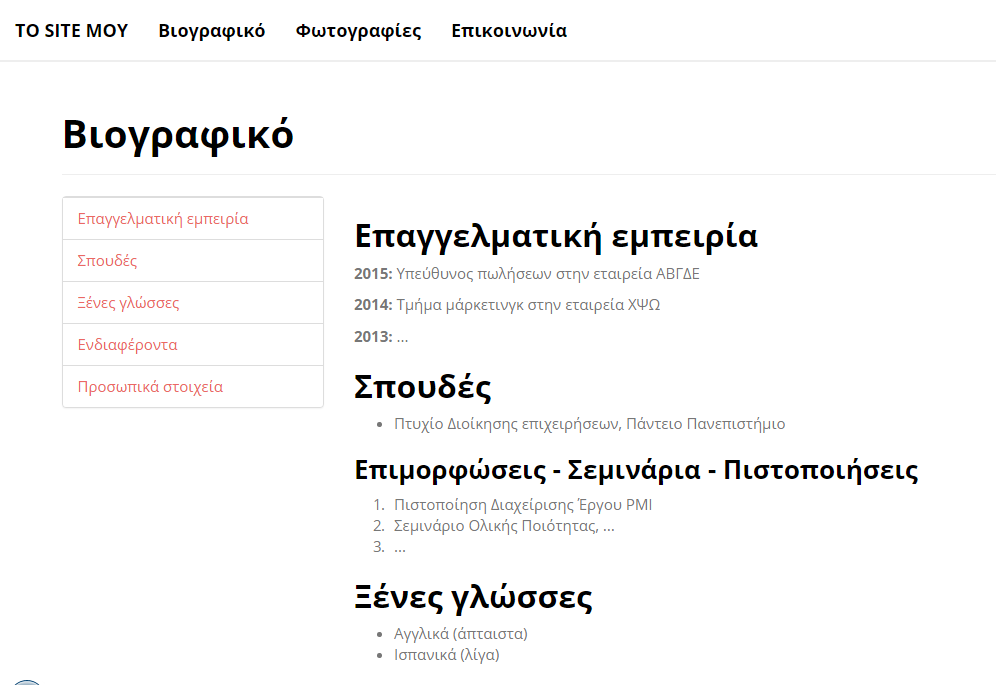 ΤΟ SITE ΜΟΥ Βιογραφικό Φωτογραφίες Επικοινωνία
Βιογραφικό
Επαγγελματική εμπειρία
Σπουδές
Ξένες γλώσσες
Ενδιαφέροντα
Προσωπικά στοιχεία
Επαγγελματική εμπειρία
2015: Υπεύθυνος πωλήσεων στην εταιρεία ΑΒΓΔΕ
2014: Τμήμα μάρκετινγκ στην εταιρεία ΧΨΩ
2013: ...
Σπουδές
• Πτυχίο Διοίκησης επιχειρήσεων, Πάντειο Πανεπιστήμιο
Επιμορφώσεις - Σεμινάρια - Πιστοποιήσεις
1. Πιστοποίηση Διαχείρισης Έργου PMI
2. Σεμινάριο Ολικής Ποιότητας, ...
3. ...
Ξένες γλώσσες
• Αγγλικά (άπταιστα)
• Ισπανικά (λίγα)